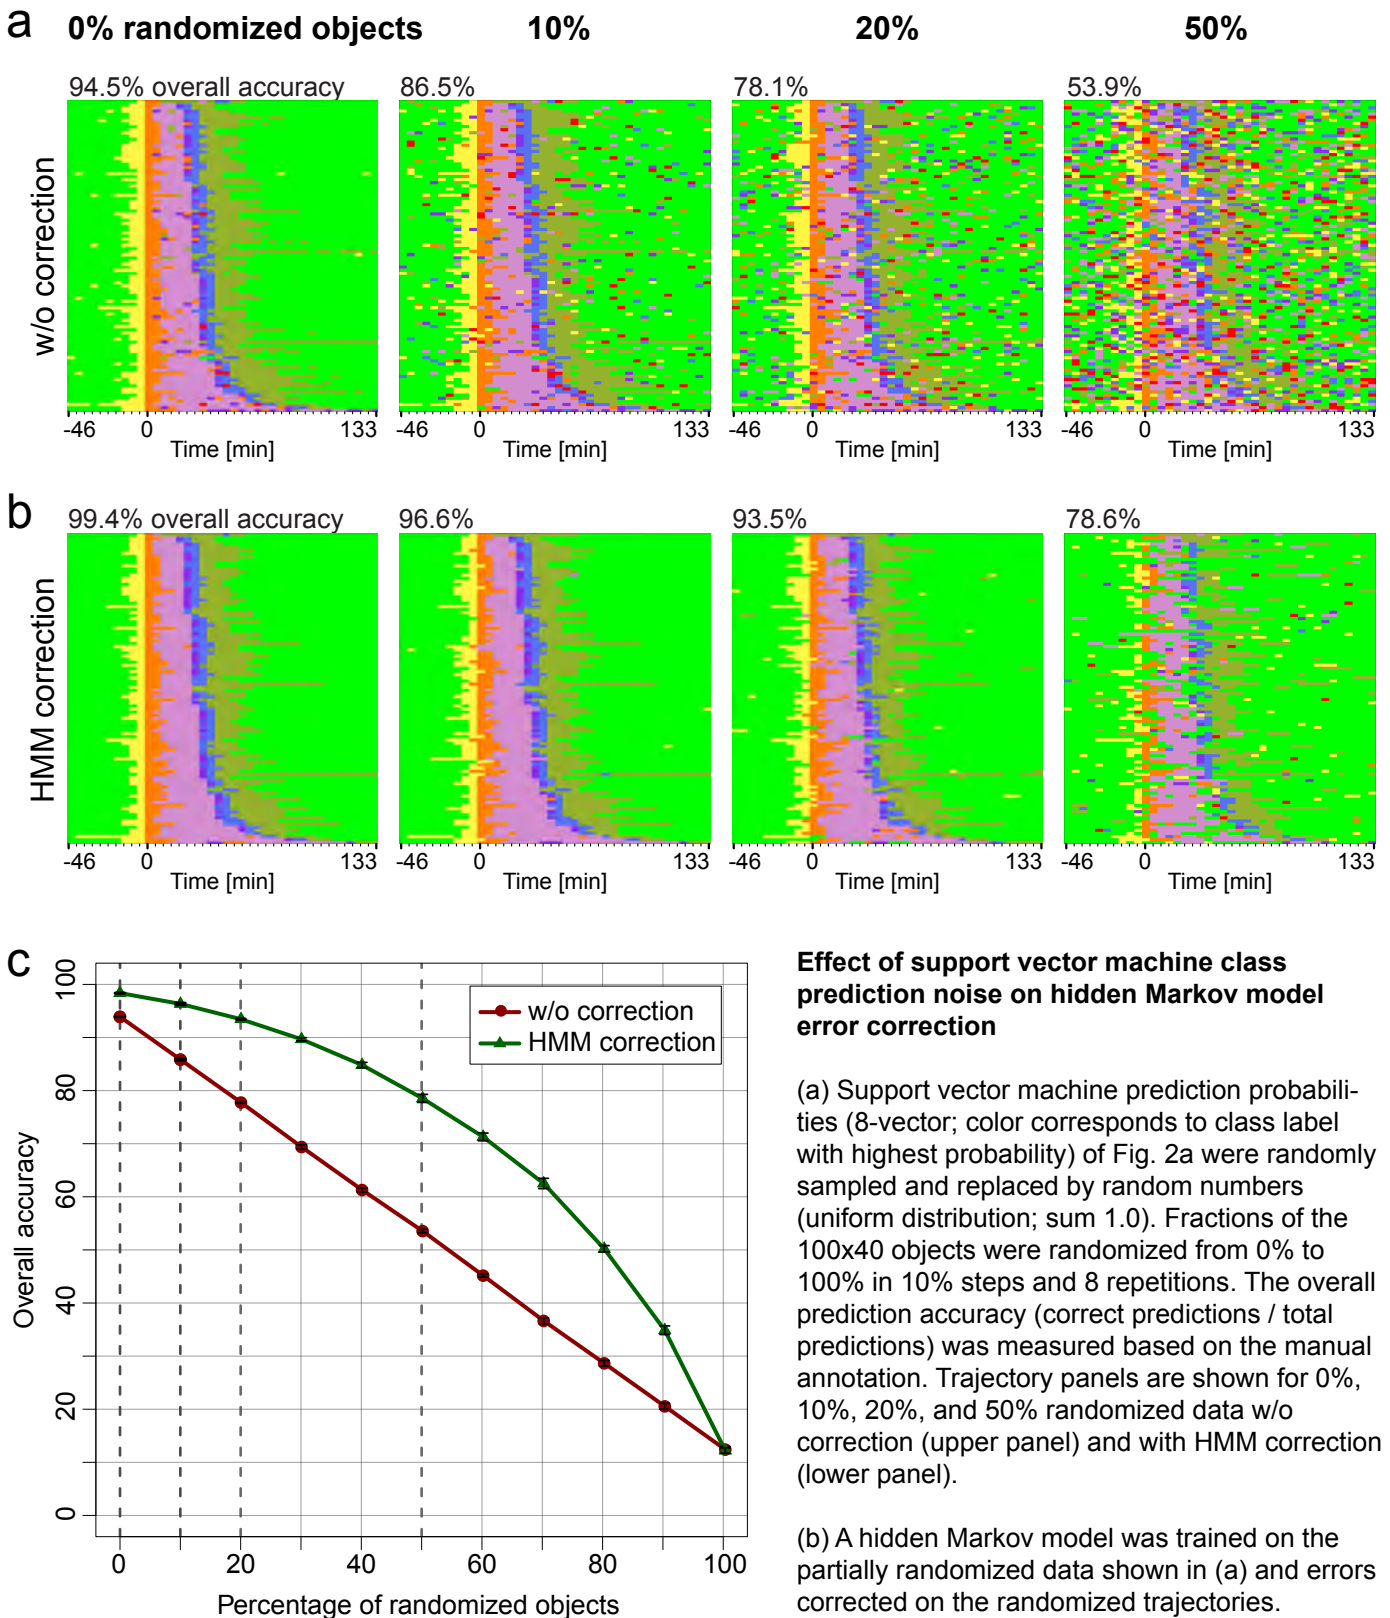 a
0% randomized objects 10% 20% 50%
94.5% overall accuracy 86.5% 78.1% 53.9%
w/o correction
-46 0 133 -46 0 133 -46 0 133 -46 0 133
Time [min] Time [min] Time [min] Time [min]
b
99.4% overall accuracy 96.6% 93.5% 78.6%
HMM correction
-46 0 133 -46 0 133 -46 0 133 -46 0 133
Time [min] Time [min] Time [min] Time [min]
c
100
80
60
40
20
0
Overall accuracy
w/o correction
HMM correction
0 20 40 60 80 100
Percentage of randomized objects
Effect of support vector machine class
prediction noise on hidden Markov model
error correction
(a) Support vector machine prediction probabili-
ties (8-vector; color corresponds to class label
with highest probability) of Fig. 2a were randomly
sampled and replaced by random numbers
(uniform distribution; sum 1.0). Fractions of the
100x40 objects were randomized from 0% to
100% in 10% steps and 8 repetitions. The overall
prediction accuracy (correct predictions / total
predictions) was measured based on the manual
annotation. Trajectory panels are shown for 0%,
10%, 20%, and 50% randomized data w/o
correction (upper panel) and with HMM correction
(lower panel).
(b) A hidden Markov model was trained on the
partially randomized data shown in (a) and errors
corrected on the randomized trajectories.